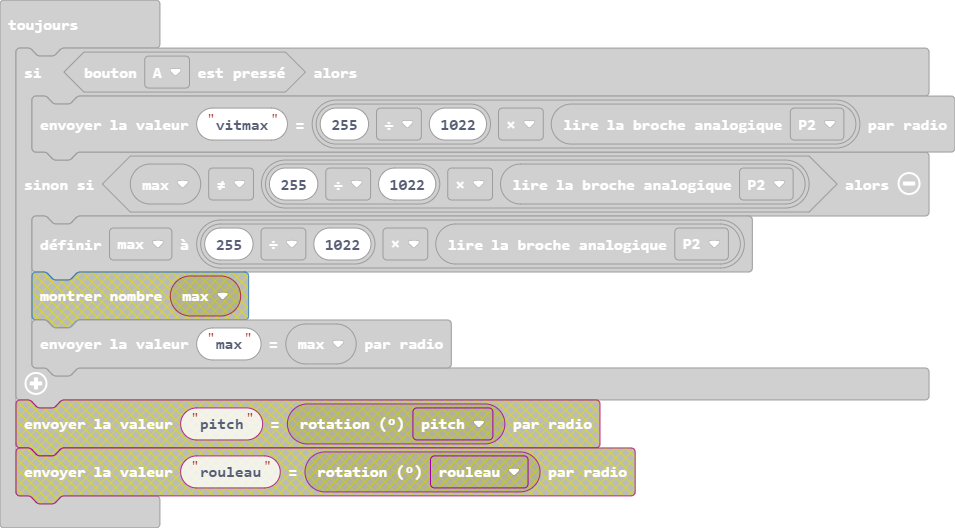 toujours
si bouton A est pressé alors
envoyer la valeur "vitmax" = 255 ÷ 1022 × lire la broche analogique P2 par radio
sinon si max ≠ 255 ÷ 1022 × lire la broche analogique P2 alors
définir max à 255 ÷ 1022 × lire la broche analogique P2
montrer nombre max
envoyer la valeur "max" = max par radio
envoyer la valeur "pitch" = rotation (º) pitch par radio
envoyer la valeur "rouleau" = rotation (º) rouleau par radio